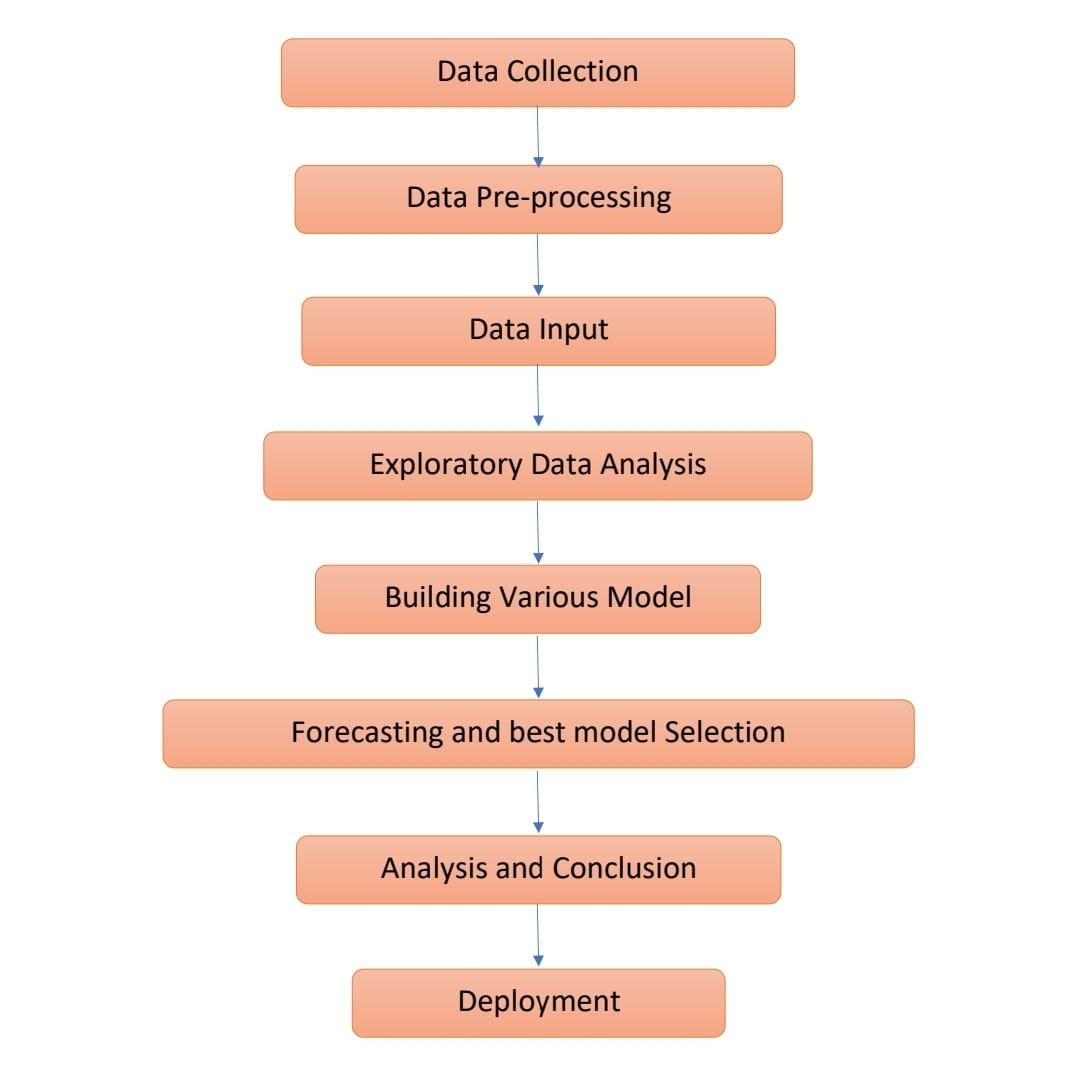 Data Collection
Data Pre-processing
Data Input
Exploratory Data Analysis
Building Various Model
Forecasting and best model Selection
Analysis and Conclusion
Deployment